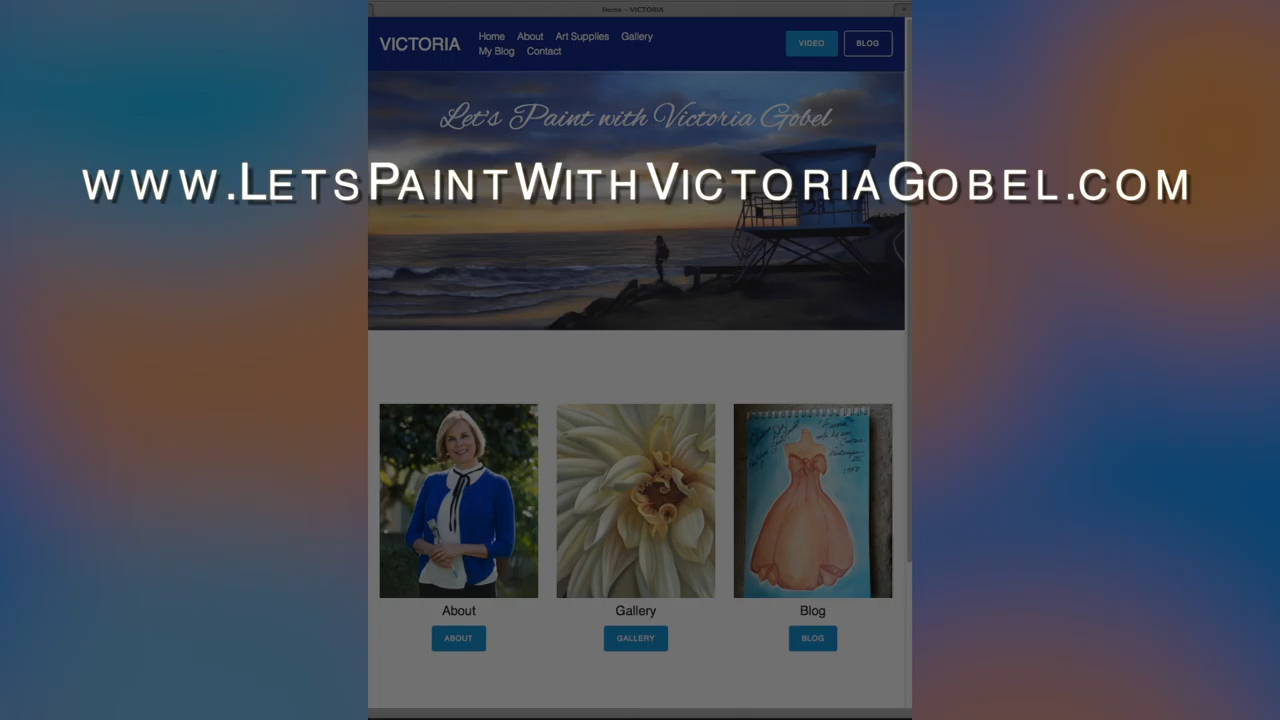 Home - VICTORIA
VICTORIA
Home About Art Supplies Gallery
My Blog Contact
VIDEO
BLOG
Let's Paint with Victoria Gobel
www.LetsPaintWithVictoriaGobel.com
About
Gallery
Blog
ABOUT
GALLERY
BLOG